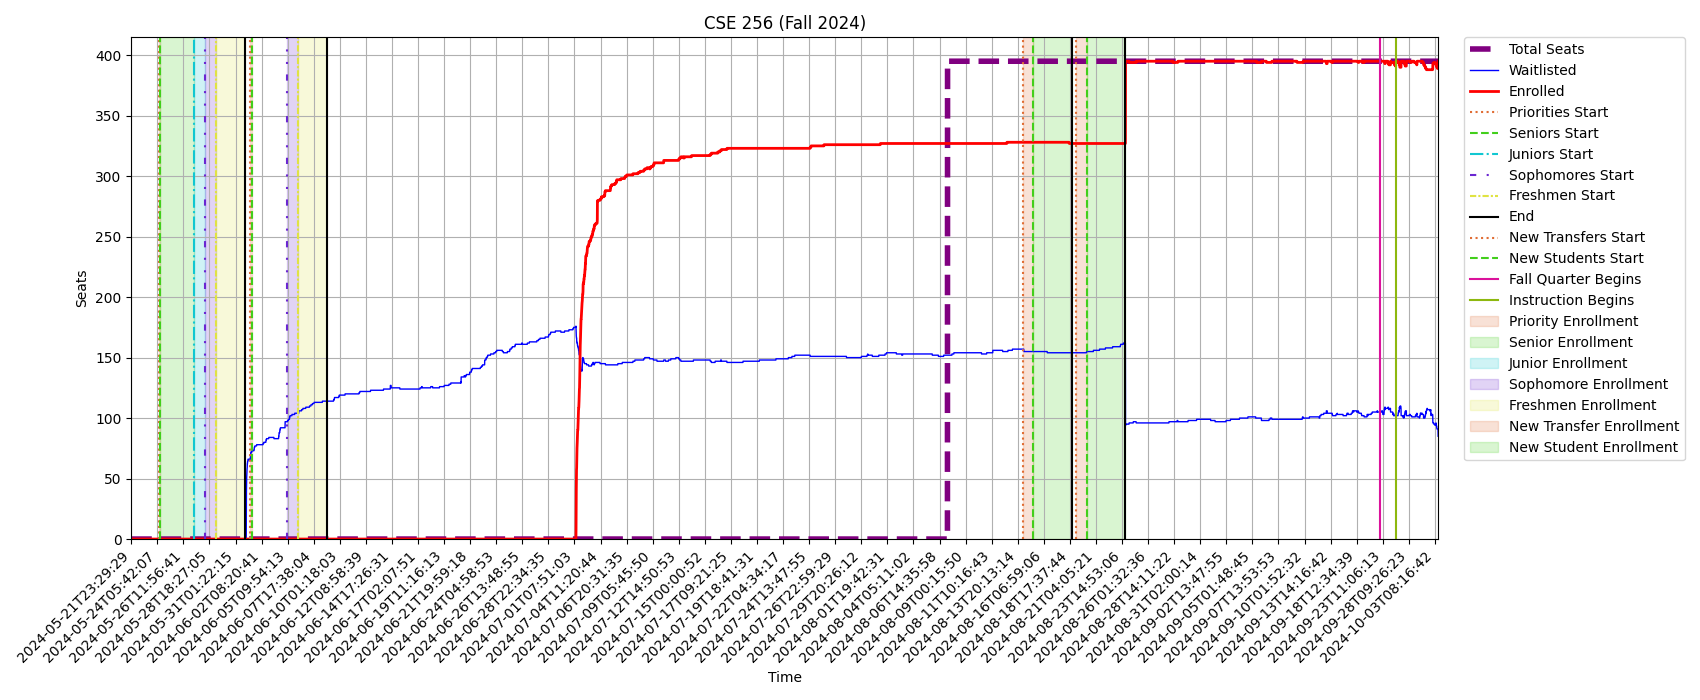 CSE 256 (Fall 2024)
Seats
400
350
300
250
200
150
100
50
0
2024-05-21T23:29:29
2024-05-24T05:42:07
2024-05-26T11:56:41
2024-05-28T18:27:05
2024-05-31T01:22:15
2024-06-02T08:20:41
2024-06-05T09:54:13
2024-06-07T17:38:04
2024-06-10T01:18:03
2024-06-12T08:58:39
2024-06-14T17:26:31
2024-06-17T02:07:51
2024-06-19T11:16:13
2024-06-21T19:59:18
2024-06-24T04:58:53
2024-06-26T13:48:55
2024-06-28T22:34:35
2024-07-01T07:51:03
2024-07-04T11:20:44
2024-07-06T20:31:35
2024-07-09T05:45:50
2024-07-12T14:50:53
2024-07-15T00:00:52
2024-07-17T09:21:25
2024-07-19T18:41:31
2024-07-22T04:34:17
2024-07-24T13:47:55
2024-07-26T22:59:29
2024-07-29T20:26:12
2024-08-01T19:42:31
2024-08-04T05:11:02
2024-08-06T14:35:58
2024-08-09T00:15:50
2024-08-11T10:16:43
2024-08-13T20:13:14
2024-08-16T06:59:06
2024-08-18T17:37:44
2024-08-21T04:05:21
2024-08-23T14:53:06
2024-08-26T01:32:36
2024-08-28T14:11:22
2024-08-31T02:00:14
2024-09-02T13:47:55
2024-09-05T01:48:45
2024-09-07T13:53:53
2024-09-10T01:52:32
2024-09-13T14:16:42
2024-09-18T12:34:39
2024-09-23T11:06:13
2024-09-28T09:26:23
2024-10-03T08:16:42
Time
Total Seats
Waitlisted
Enrolled
Priorities Start
Seniors Start
Juniors Start
Sophomores Start
Freshmen Start
End
New Transfers Start
New Students Start
Fall Quarter Begins
Instruction Begins
Priority Enrollment
Senior Enrollment
Junior Enrollment
Sophomore Enrollment
Freshmen Enrollment
New Transfer Enrollment
New Student Enrollment